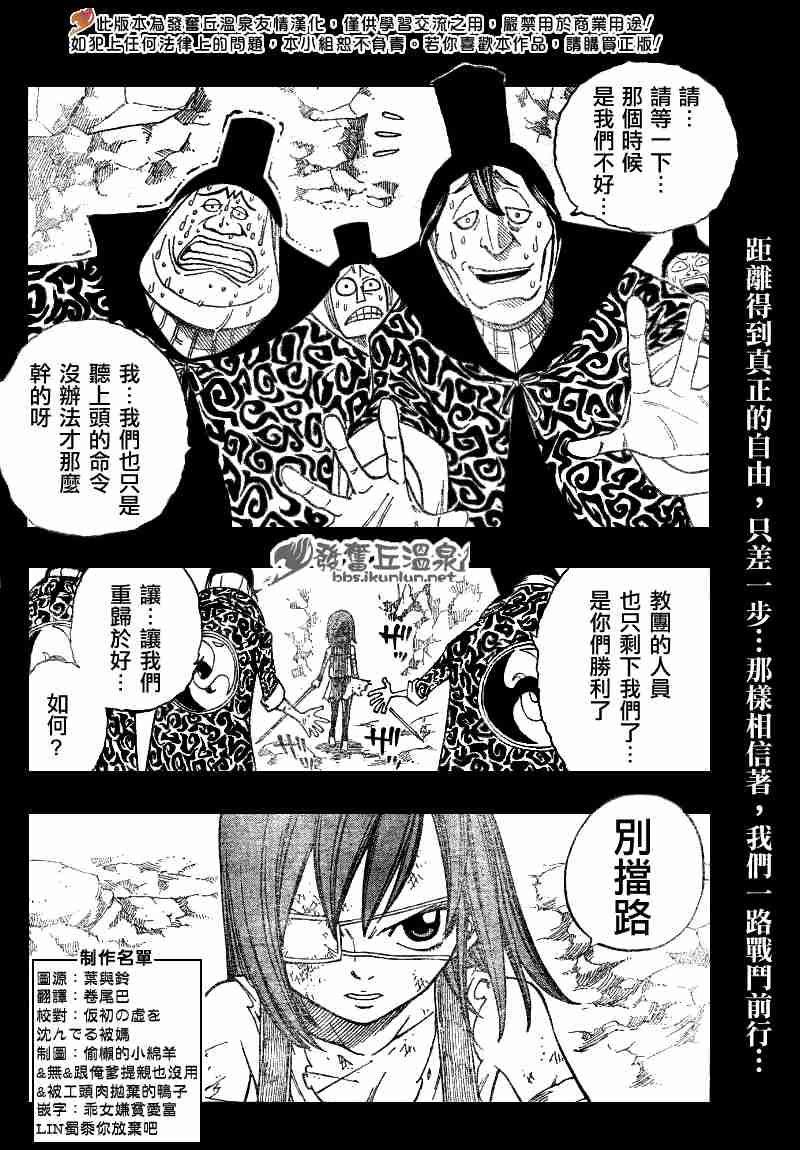 此版本為發奮丘溫泉友情漢化，僅供學習交流之用，嚴禁用於商業用途！
如犯上任何法律上的問題，本小組恕不負責。若你喜歡本作品，請購買正版！
請…
請等一下…
那個時候
是我們不好…
我…我們也只是
聽上頭的命令
沒辦法才那麼
幹的呀
距離得到真正的自由，只差一步…那樣相信著，我們一路戰鬥前行…
發奮丘溫泉
bbs.ikunlun.net
教團的人員
也只剩下我們了…
是你們勝利了
讓…讓我們
重歸於好…
如何？
別擋路
制作名單
圖源：葉與鈴
翻譯：卷尾巴
校對：仮初の虚を
沈んでる被媽
制圖：偷懶的小綿羊
&無&跟俺爹提親也沒用
&被工頭肉拋棄的鴨子
嵌字：乖女嫌貧愛富
LIN蜀黍你放棄吧